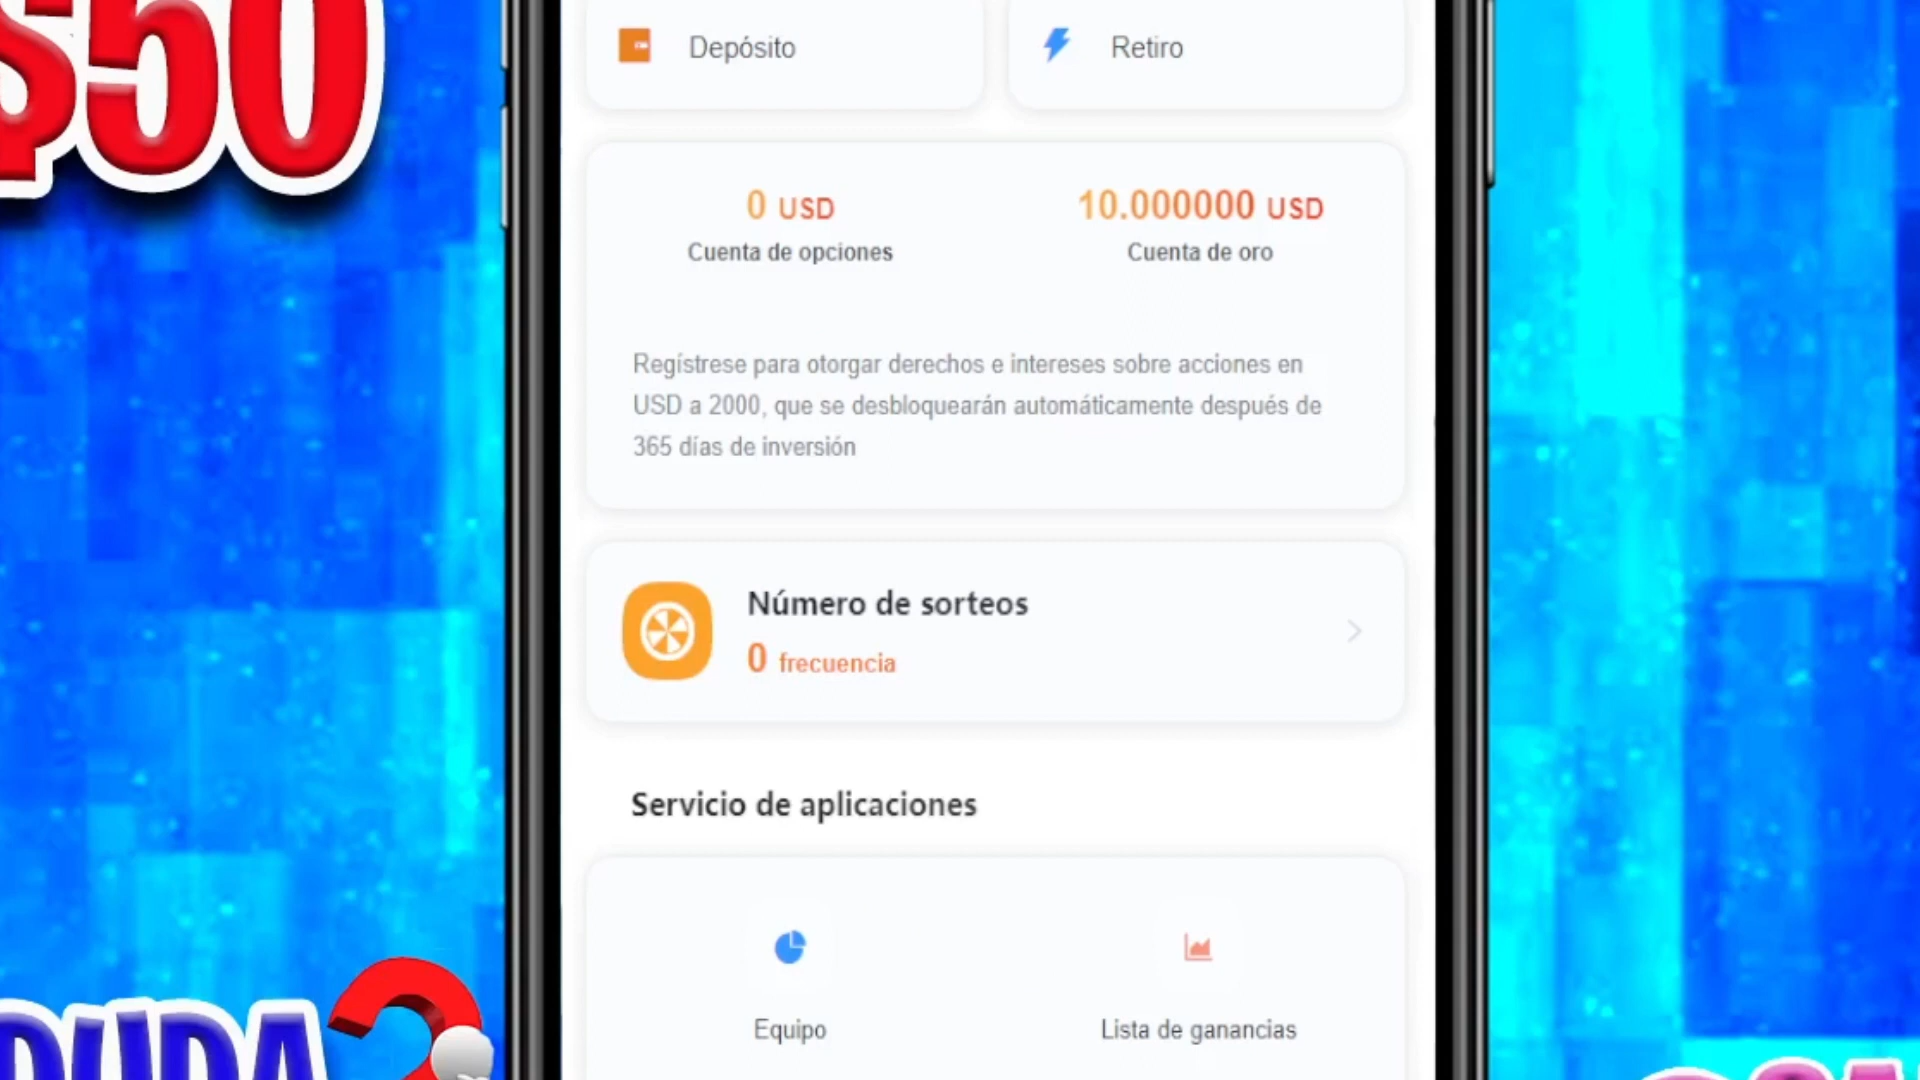 $50
Depósito
Retiro
0 USD
10.000000 USD
Cuenta de opciones
Cuenta de oro
Regístrese para otorgar derechos e intereses sobre acciones en
USD a 2000, que se desbloquearán automáticamente después de
365 días de inversión
Número de sorteos
0 frecuencia
Servicio de aplicaciones
Equipo
Lista de ganancias
DUDA?